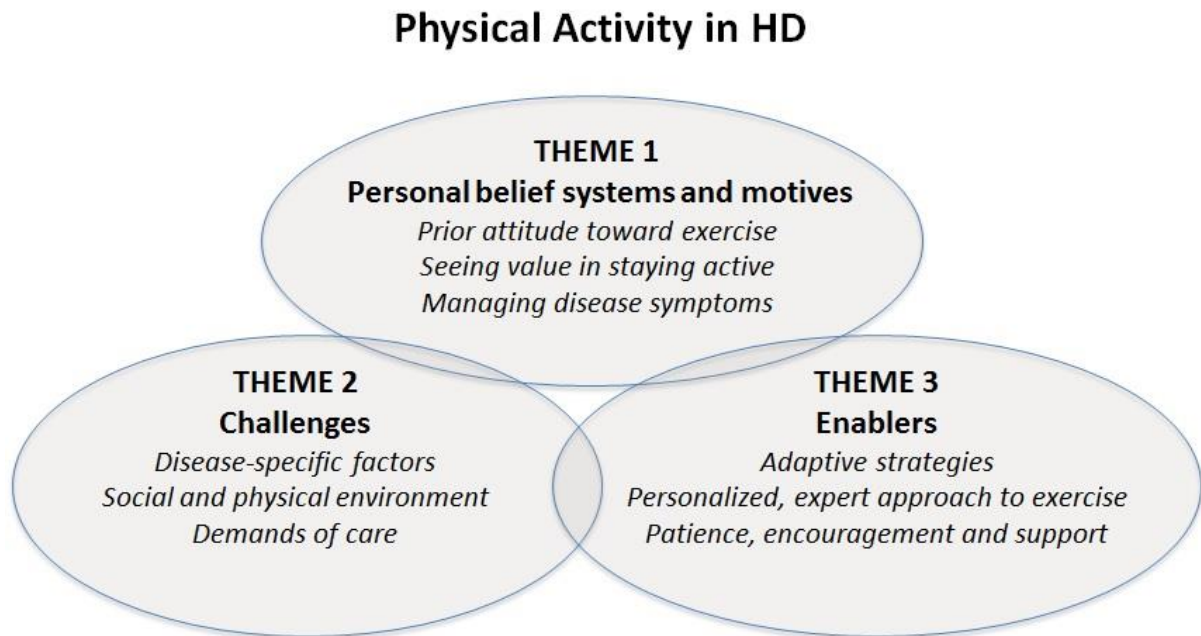 Physical Activity in HD
THEME 1
Personal belief systems and motives
Prior attitude toward exercise
Seeing value in staying active
Managing disease symptoms
THEME 2
Challenges
Disease-specific factors
Social and physical environment
Demands of care
THEME 3
Enablers
Adaptive strategies
Personalized, expert approach to exercise
Patience, encouragement and support